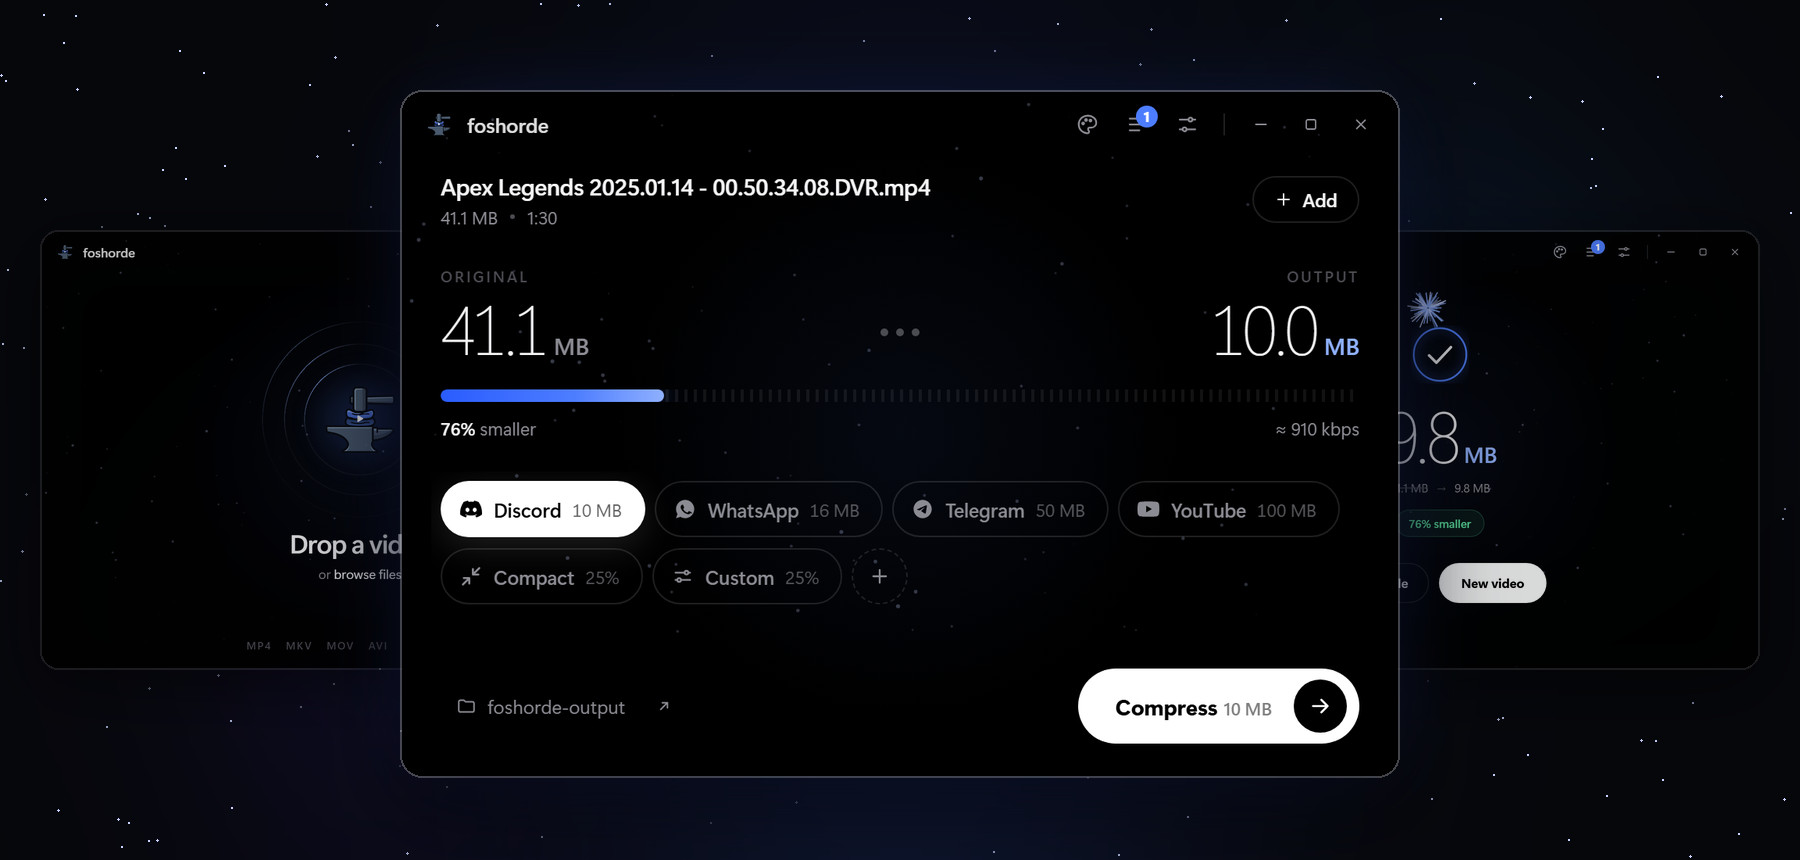 foshorde
1
Apex Legends 2025.01.14 - 00.50.34.08.DVR.mp4
41.1 MB • 1:30
+ Add
ORIGINAL
OUTPUT
41.1 MB
10.0 MB
76% smaller
≈ 910 kbps
Discord 10 MB
WhatsApp 16 MB
Telegram 50 MB
YouTube 100 MB
Compact 25%
Custom 25%
+
foshorde-output
Compress 10 MB
foshorde
Drop a vid
or browse files
MP4 MKV MOV AVI
1
9.8 MB
→ 9.8 MB
76% smaller
New video